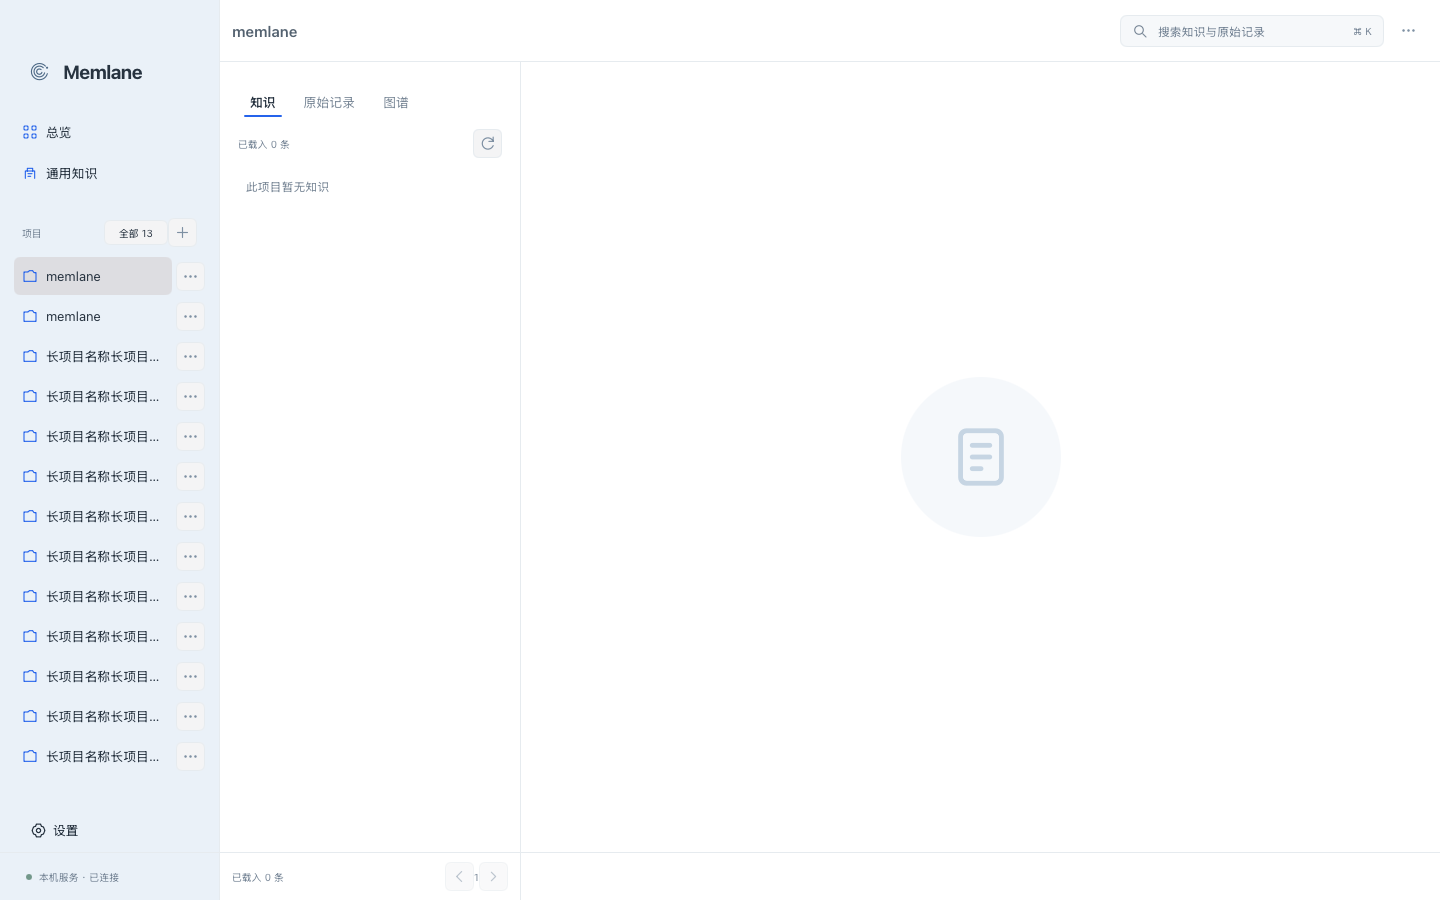 Memlane
总览
通用知识
项目
全部 13
memlane
memlane
长项目名称长项目...
长项目名称长项目...
长项目名称长项目...
长项目名称长项目...
长项目名称长项目...
长项目名称长项目...
长项目名称长项目...
长项目名称长项目...
长项目名称长项目...
长项目名称长项目...
长项目名称长项目...
设置
本机服务 · 已连接
memlane
搜索知识与原始记录 ⌘ K
知识 原始记录 图谱
已载入 0 条
此项目暂无知识
已载入 0 条
1